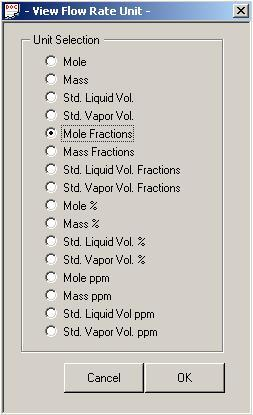 DOC
- View Flow Rate Unit -
Unit Selection
Mole
Mass
Std. Liquid Vol.
Std. Vapor Vol.
Mole Fractions
Mass Fractions
Std. Liquid Vol. Fractions
Std. Vapor Vol. Fractions
Mole %
Mass %
Std. Liquid Vol. %
Std. Vapor Vol. %
Mole ppm
Mass ppm
Std. Liquid Vol ppm
Std. Vapor Vol. ppm
Cancel
OK